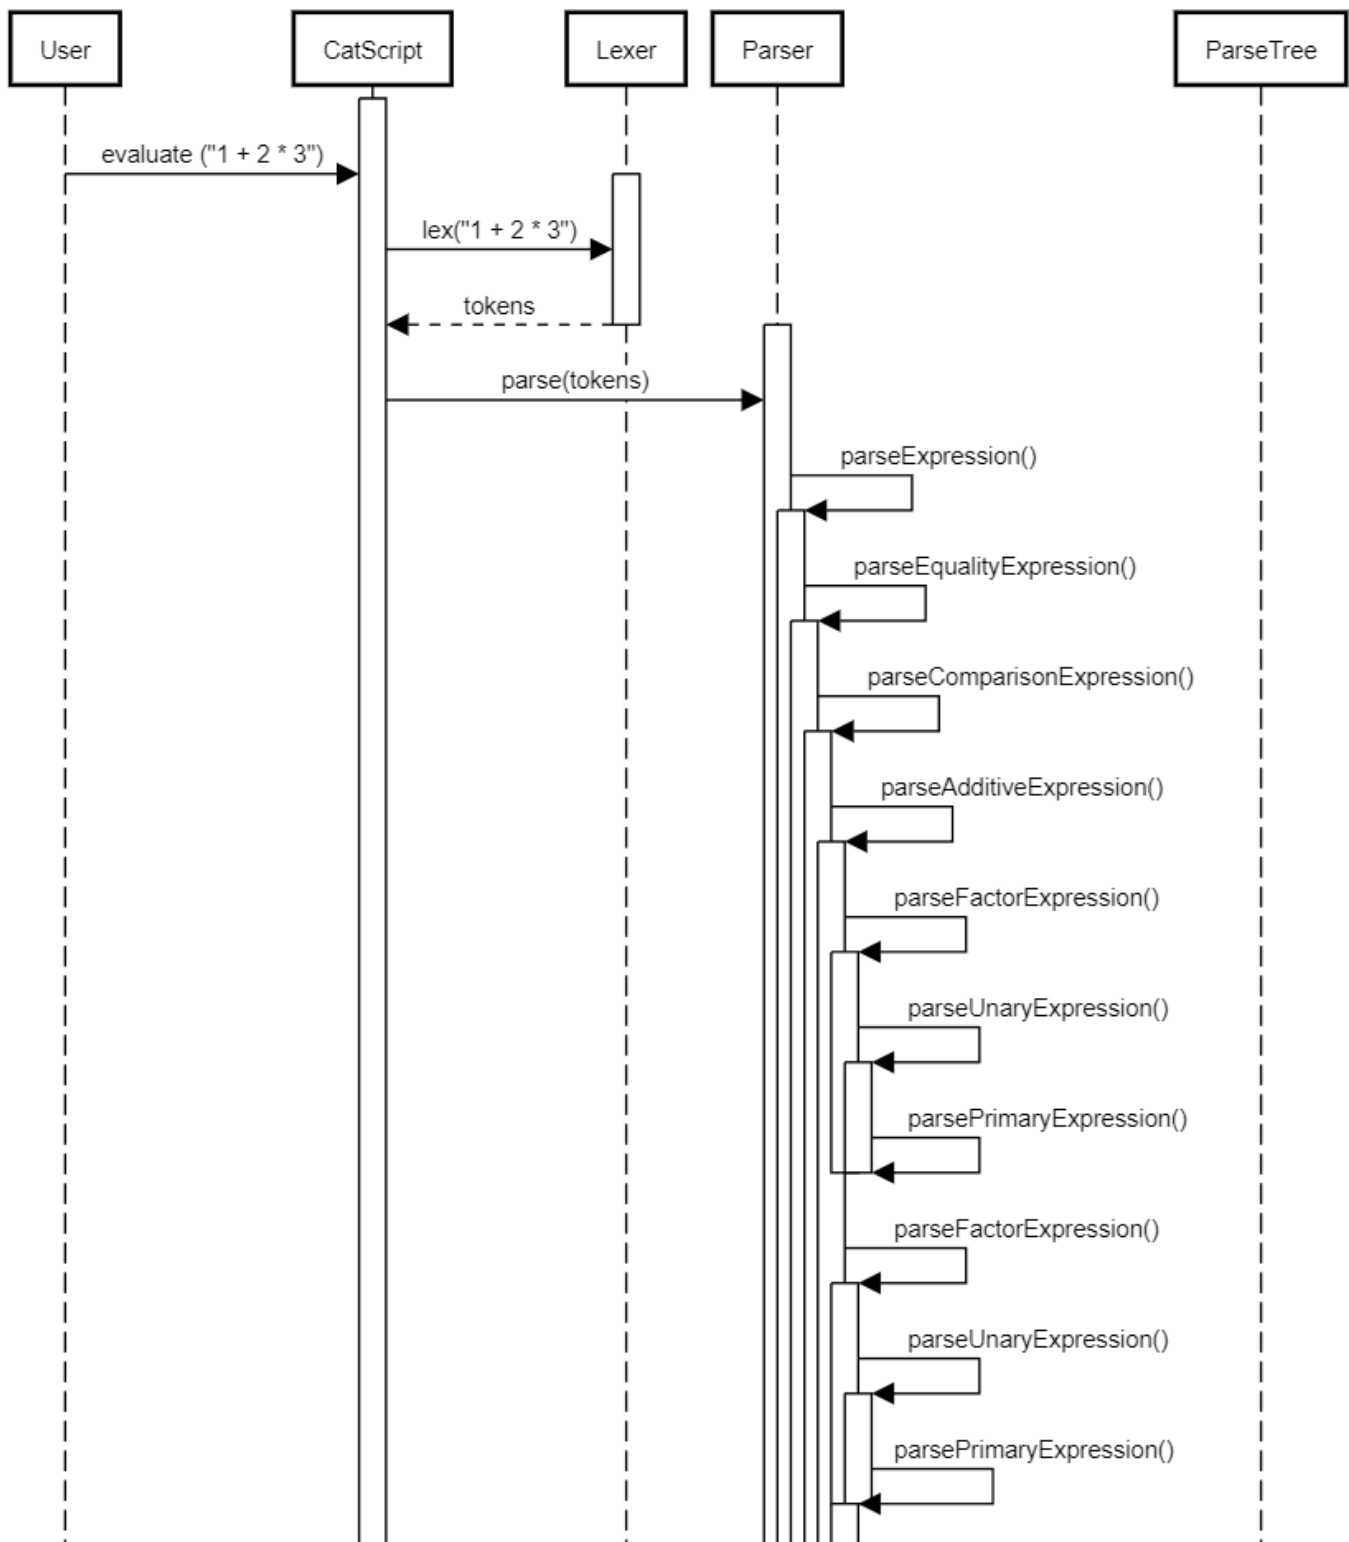 User
CatScript
Lexer
Parser
ParseTree
evaluate ("1 + 2 * 3")
lex("1 + 2 * 3")
tokens
parse(tokens)
parseExpression()
parseEqualityExpression()
parseComparisonExpression()
parseAdditiveExpression()
parseFactorExpression()
parseUnaryExpression()
parsePrimaryExpression()
parseFactorExpression()
parseUnaryExpression()
parsePrimaryExpression()